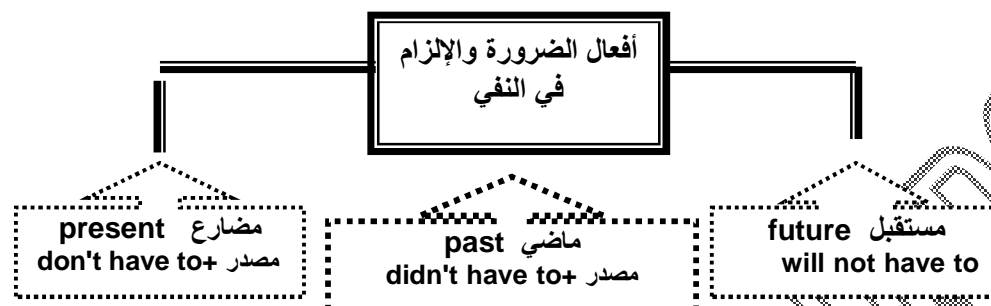 أفعال الضرورة والإلزام
في النفي
مضارع present
don't have to+ مصدر
ماضي past
didn't have to+ مصدر
مستقبل future
will not have to